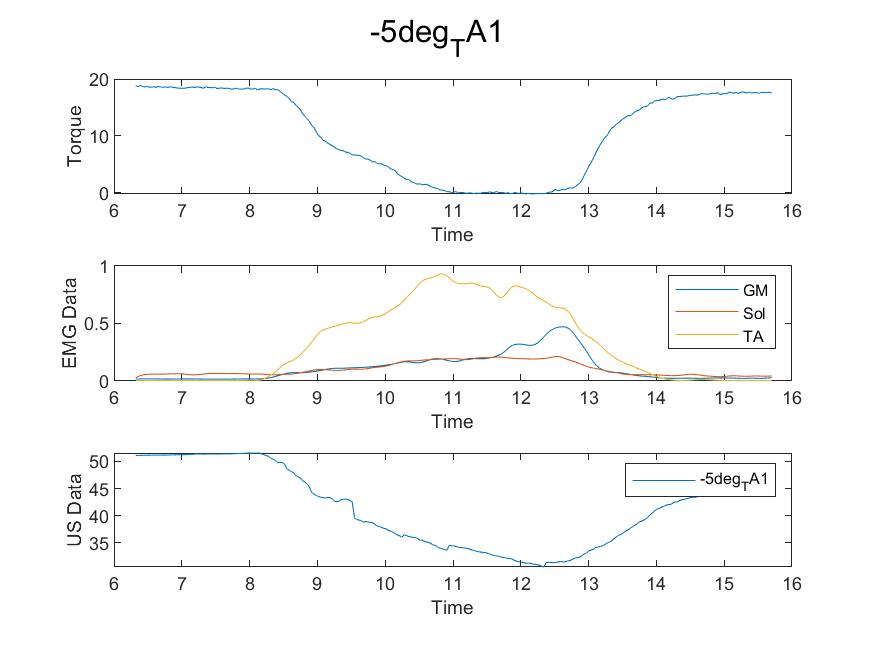 -5deg_TA1
20
10
0
Torque
6 7 8 9 10 11 12 13 14 15 16
Time
1
0.5
0
EMG Data
GM
Sol
TA
6 7 8 9 10 11 12 13 14 15 16
Time
50
45
40
35
US Data
-5deg_TA1
6 7 8 9 10 11 12 13 14 15 16
Time